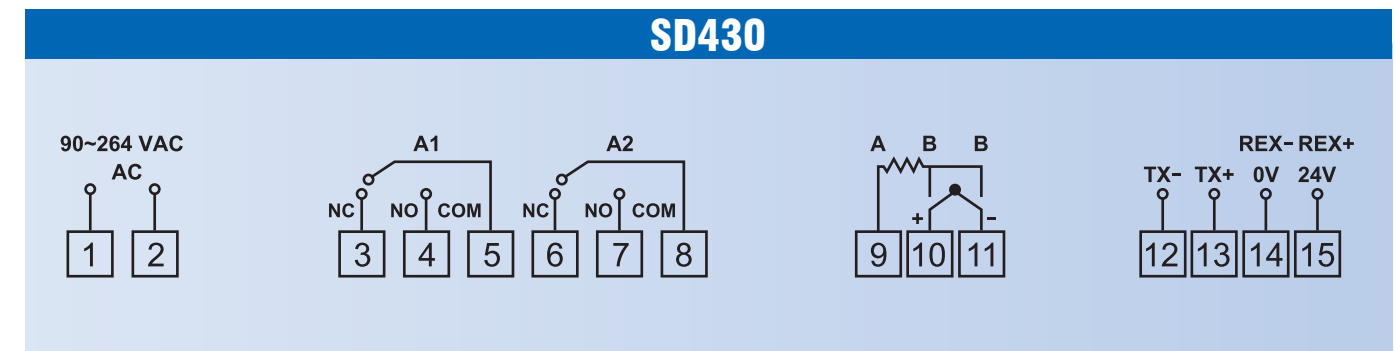 SD430
90~264 VAC
AC
1 2
A1 A2
NC NO COM NC NO COM
3 4 5 6 7 8
A B B
+ −
9 10 11
REX− REX+
TX− TX+ 0V 24V
12 13 14 15